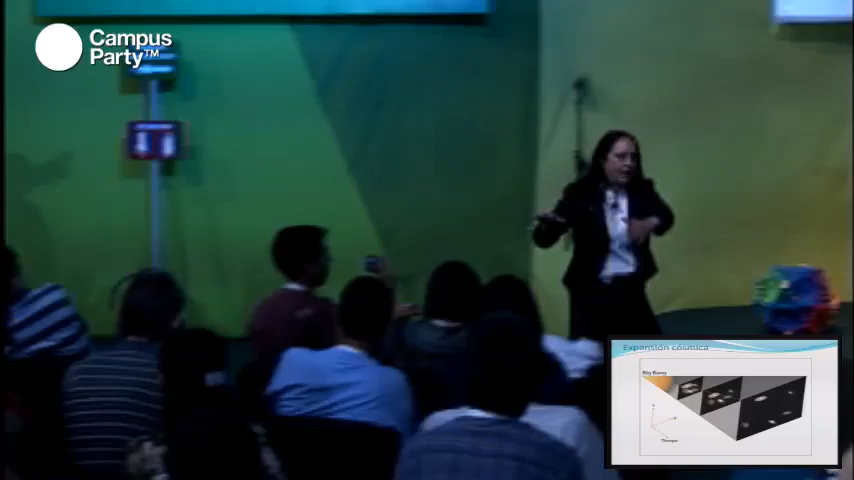 Campus
Party™
Expansión cósmica
Big Bang
Tiempo